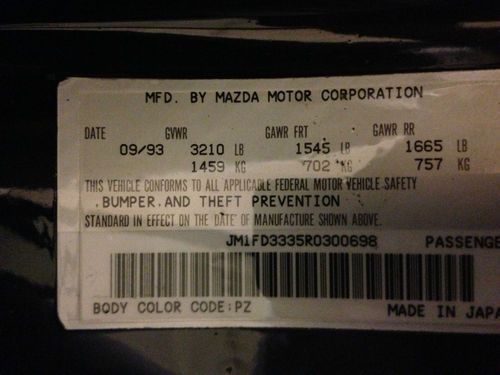 MFD. BY MAZDA MOTOR CORPORATION
DATE GVWR GAWR FRT GAWR RR
09/93 3210 LB 1545 LB 1665 LB
1459 KG 702 KG 757 KG
THIS VEHICLE CONFORMS TO ALL APPLICABLE FEDERAL MOTOR VEHICLE SAFETY
BUMPER AND THEFT PREVENTION
STANDARD IN EFFECT ON THE DATE OF MANUFACTURE SHOWN ABOVE.
JM1FD3335R0300698 PASSENGE
BODY COLOR CODE:PZ MADE IN JAPA